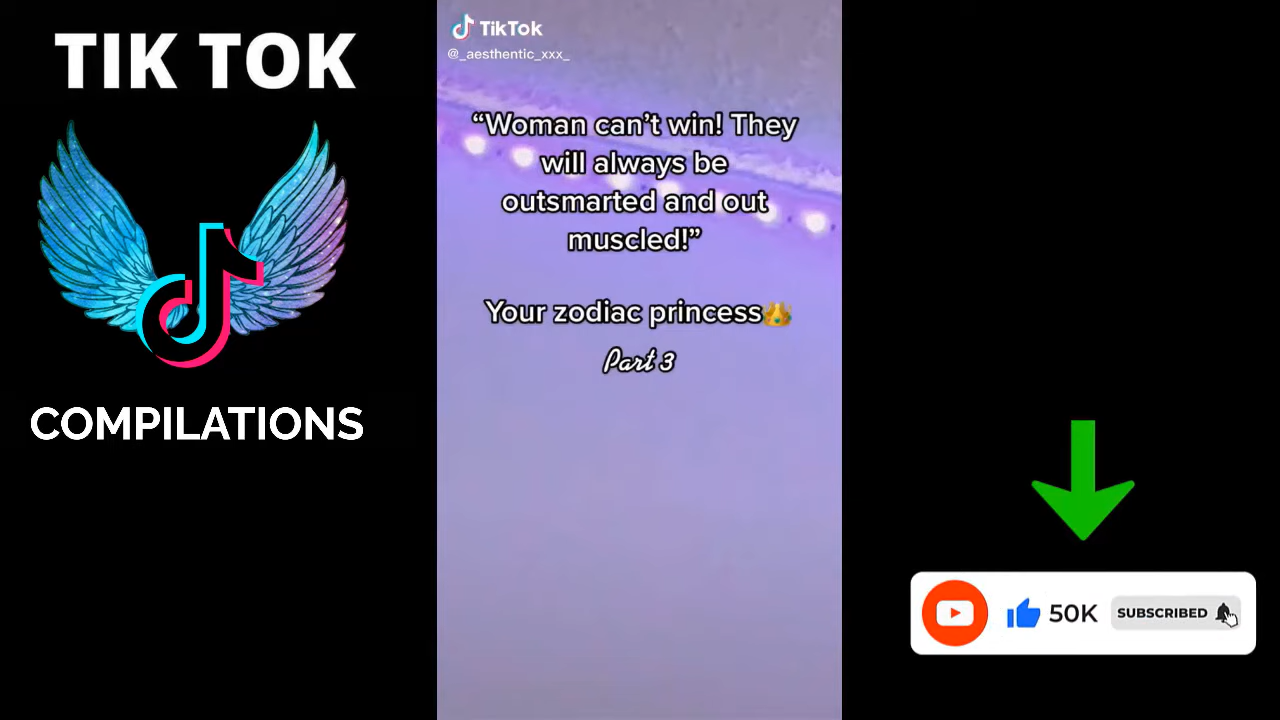 TIK TOK
COMPILATIONS
TikTok
@_aesthentic_xxx_
“Woman can’t win! They
will always be
outsmarted and out
muscled!”
Your zodiac princess👑
Part 3
50K
SUBSCRIBED